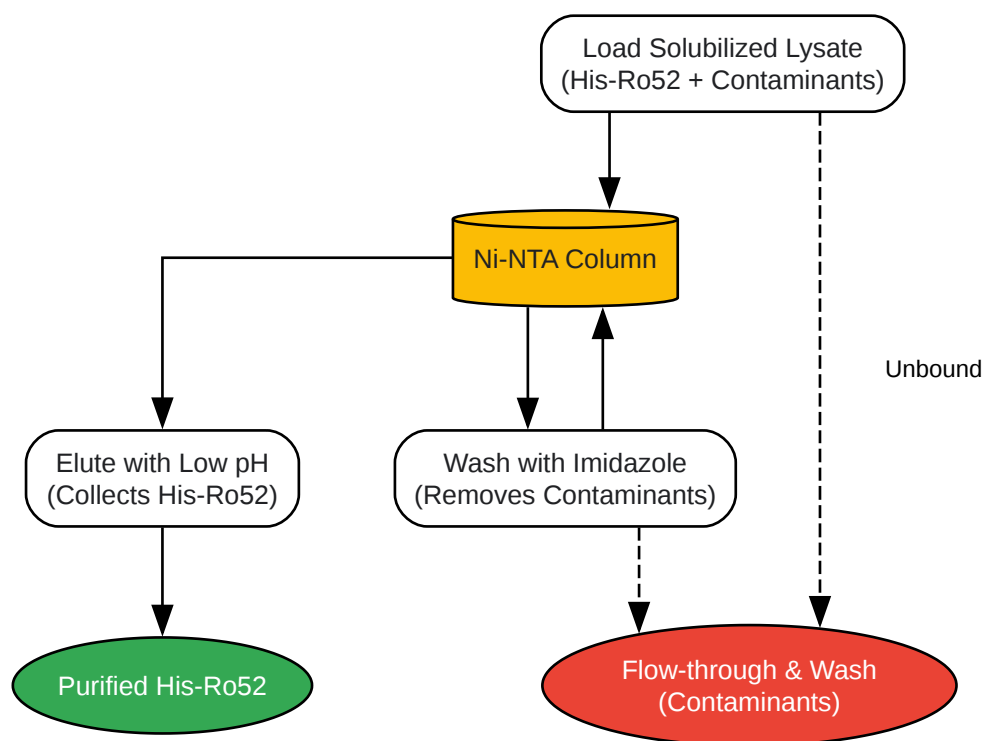 Load Solubilized Lysate
(His-Ro52 + Contaminants)
Ni-NTA Column
Unbound
Elute with Low pH
(Collects His-Ro52)
Wash with Imidazole
(Removes Contaminants)
Purified His-Ro52
Flow-through & Wash
(Contaminants)